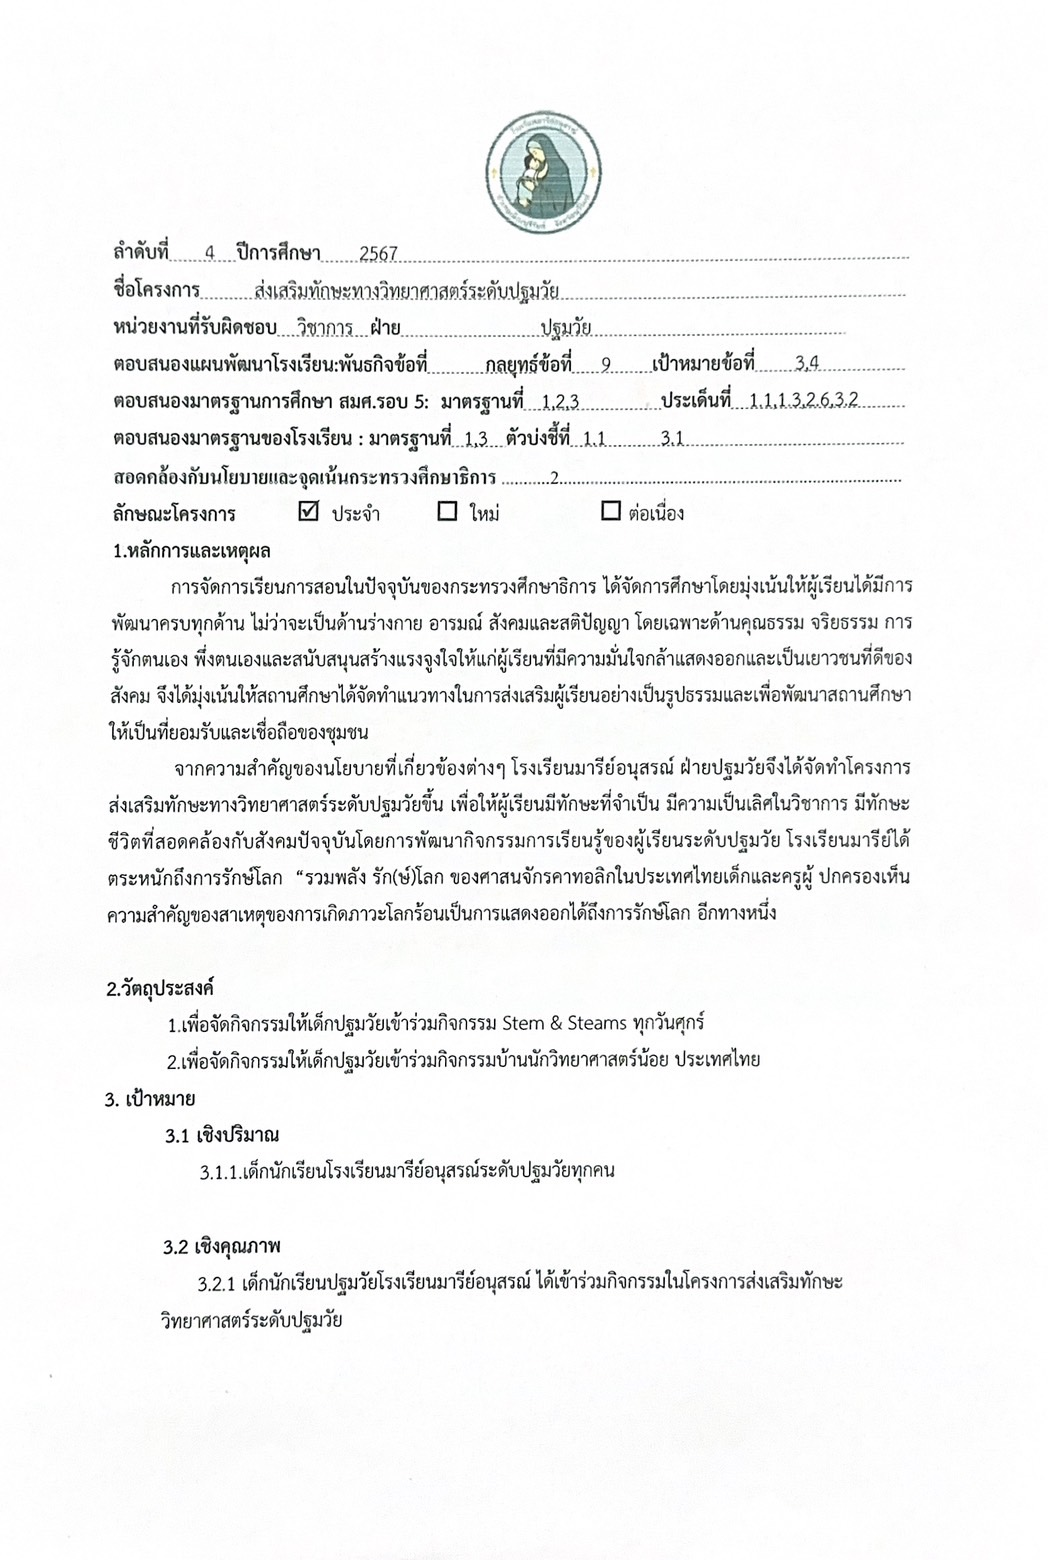 ลำดับที่ 4 ปีการศึกษา 2567
ชื่อโครงการ ส่งเสริมทักษะทางวิทยาศาสตร์ระดับปฐมวัย
หน่วยงานที่รับผิดชอบ วิชาการ ฝ่าย ปฐมวัย
ตอบสนองแผนพัฒนาโรงเรียน:พันธกิจข้อที่ กลยุทธ์ข้อที่ 9 เป้าหมายข้อที่ 3,4
ตอบสนองมาตรฐานการศึกษา สมศ.รอบ 5: มาตรฐานที่ 1,2,3 ประเด็นที่ 1.1,1.3,2.6,3.2
ตอบสนองมาตรฐานของโรงเรียน : มาตรฐานที่ 1,3 ตัวบ่งชี้ที่ 1.1 3.1
สอดคล้องกับนโยบายและจุดเน้นกระทรวงศึกษาธิการ 2
ลักษณะโครงการ ☑ ประจำ ☐ ใหม่ ☐ ต่อเนื่อง
1.หลักการและเหตุผล
การจัดการเรียนการสอนในปัจจุบันของกระทรวงศึกษาธิการ ได้จัดการศึกษาโดยมุ่งเน้นให้ผู้เรียนได้มีการ
พัฒนาครบทุกด้าน ไม่ว่าจะเป็นด้านร่างกาย อารมณ์ สังคมและสติปัญญา โดยเฉพาะด้านคุณธรรม จริยธรรม การ
รู้จักตนเอง พึ่งตนเองและสนับสนุนสร้างแรงจูงใจให้แก่ผู้เรียนที่มีความมั่นใจกล้าแสดงออกและเป็นเยาวชนที่ดีของ
สังคม จึงได้มุ่งเน้นให้สถานศึกษาได้จัดทำแนวทางในการส่งเสริมผู้เรียนอย่างเป็นรูปธรรมและเพื่อพัฒนาสถานศึกษา
ให้เป็นที่ยอมรับและเชื่อถือของชุมชน
จากความสำคัญของนโยบายที่เกี่ยวข้องต่างๆ โรงเรียนมารีย์อนุสรณ์ ฝ่ายปฐมวัยจึงได้จัดทำโครงการ
ส่งเสริมทักษะทางวิทยาศาสตร์ระดับปฐมวัยขึ้น เพื่อให้ผู้เรียนมีทักษะที่จำเป็น มีความเป็นเลิศในวิชาการ มีทักษะ
ชีวิตที่สอดคล้องกับสังคมปัจจุบันโดยการพัฒนากิจกรรมการเรียนรู้ของผู้เรียนระดับปฐมวัย โรงเรียนมารีย์ได้
ตระหนักถึงการรักษ์โลก “รวมพลัง รัก(ษ์)โลก ของศาสนจักรคาทอลิกในประเทศไทยเด็กและครูผู้ ปกครองเห็น
ความสำคัญของสาเหตุของการเกิดภาวะโลกร้อนเป็นการแสดงออกได้ถึงการรักษ์โลก อีกทางหนึ่ง
2.วัตถุประสงค์
1.เพื่อจัดกิจกรรมให้เด็กปฐมวัยเข้าร่วมกิจกรรม Stem & Steams ทุกวันศุกร์
2.เพื่อจัดกิจกรรมให้เด็กปฐมวัยเข้าร่วมกิจกรรมบ้านนักวิทยาศาสตร์น้อย ประเทศไทย
3. เป้าหมาย
3.1 เชิงปริมาณ
3.1.1.เด็กนักเรียนโรงเรียนมารีย์อนุสรณ์ระดับปฐมวัยทุกคน
3.2 เชิงคุณภาพ
3.2.1 เด็กนักเรียนปฐมวัยโรงเรียนมารีย์อนุสรณ์ ได้เข้าร่วมกิจกรรมในโครงการส่งเสริมทักษะ
วิทยาศาสตร์ระดับปฐมวัย